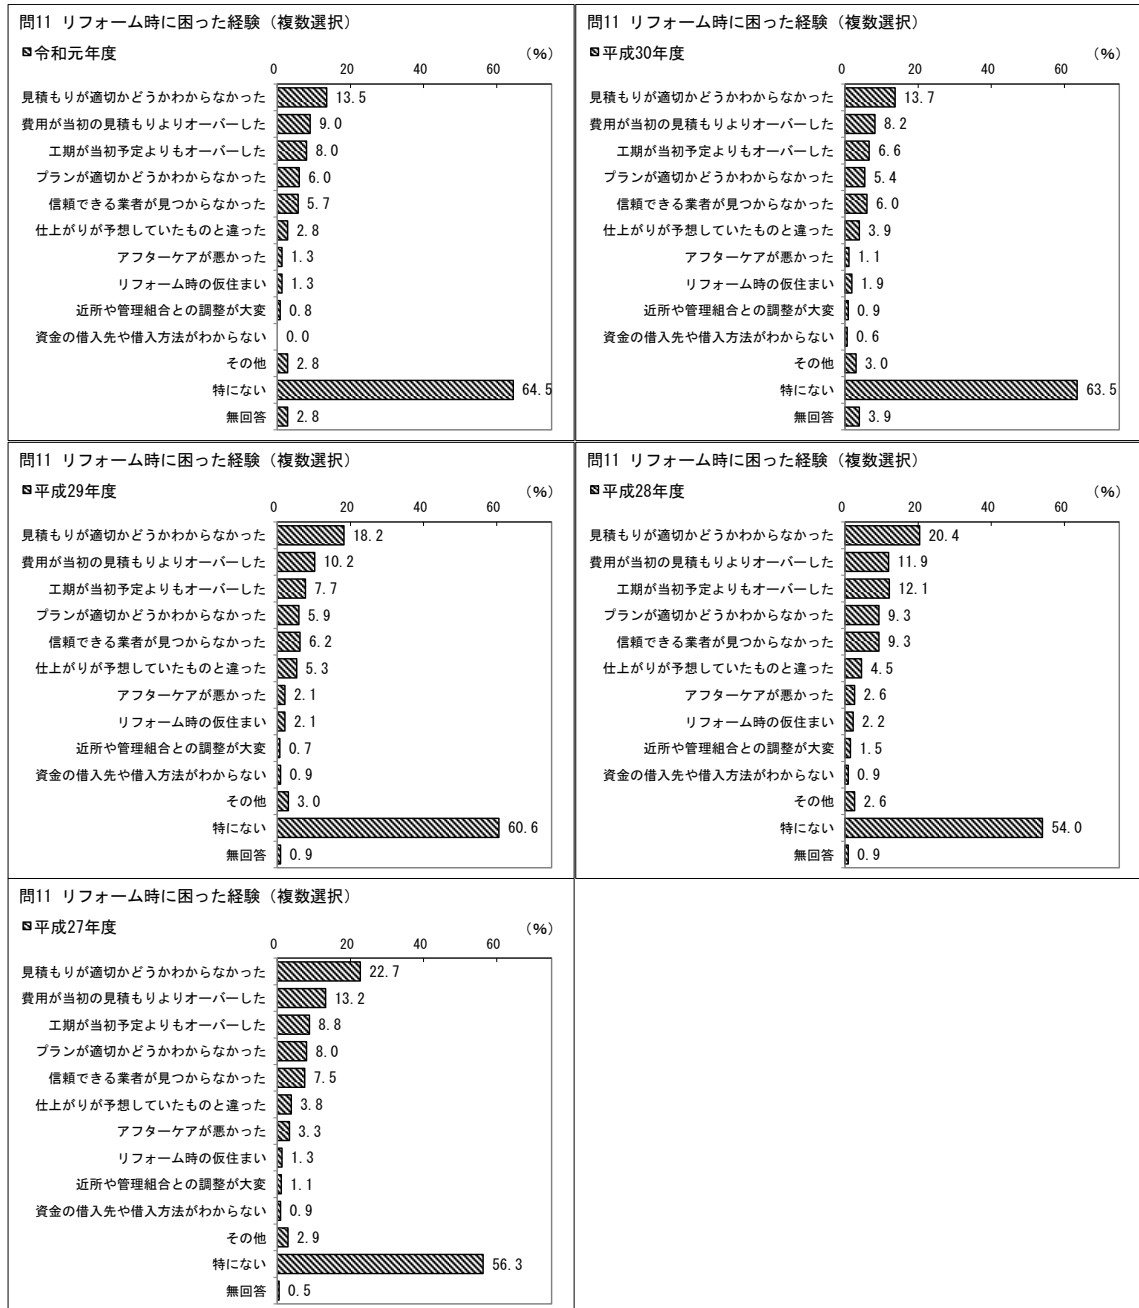 問11 リフォーム時に困った経験（複数選択）
令和元年度
（%）
0 20 40 60
見積もりが適切かどうかわからなかった 13.5
費用が当初の見積もりよりオーバーした 9.0
工期が当初予定よりもオーバーした 8.0
プランが適切かどうかわからなかった 6.0
信頼できる業者が見つからなかった 5.7
仕上がりが予想していたものと違った 2.8
アフターケアが悪かった 1.3
リフォーム時の仮住まい 1.3
近所や管理組合との調整が大変 0.8
資金の借入先や借入方法がわからない 0.0
その他 2.8
特にない 64.5
無回答 2.8
問11 リフォーム時に困った経験（複数選択）
平成30年度
（%）
0 20 40 60
見積もりが適切かどうかわからなかった 13.7
費用が当初の見積もりよりオーバーした 8.2
工期が当初予定よりもオーバーした 6.6
プランが適切かどうかわからなかった 5.4
信頼できる業者が見つからなかった 6.0
仕上がりが予想していたものと違った 3.9
アフターケアが悪かった 1.1
リフォーム時の仮住まい 1.9
近所や管理組合との調整が大変 0.9
資金の借入先や借入方法がわからない 0.6
その他 3.0
特にない 63.5
無回答 3.9
問11 リフォーム時に困った経験（複数選択）
平成29年度
（%）
0 20 40 60
見積もりが適切かどうかわからなかった 18.2
費用が当初の見積もりよりオーバーした 10.2
工期が当初予定よりもオーバーした 7.7
プランが適切かどうかわからなかった 5.9
信頼できる業者が見つからなかった 6.2
仕上がりが予想していたものと違った 5.3
アフターケアが悪かった 2.1
リフォーム時の仮住まい 2.1
近所や管理組合との調整が大変 0.7
資金の借入先や借入方法がわからない 0.9
その他 3.0
特にない 60.6
無回答 0.9
問11 リフォーム時に困った経験（複数選択）
平成28年度
（%）
0 20 40 60
見積もりが適切かどうかわからなかった 20.4
費用が当初の見積もりよりオーバーした 11.9
工期が当初予定よりもオーバーした 12.1
プランが適切かどうかわからなかった 9.3
信頼できる業者が見つからなかった 9.3
仕上がりが予想していたものと違った 4.5
アフターケアが悪かった 2.6
リフォーム時の仮住まい 2.2
近所や管理組合との調整が大変 1.5
資金の借入先や借入方法がわからない 0.9
その他 2.6
特にない 54.0
無回答 0.9
問11 リフォーム時に困った経験（複数選択）
平成27年度
（%）
0 20 40 60
見積もりが適切かどうかわからなかった 22.7
費用が当初の見積もりよりオーバーした 13.2
工期が当初予定よりもオーバーした 8.8
プランが適切かどうかわからなかった 8.0
信頼できる業者が見つからなかった 7.5
仕上がりが予想していたものと違った 3.8
アフターケアが悪かった 3.3
リフォーム時の仮住まい 1.3
近所や管理組合との調整が大変 1.1
資金の借入先や借入方法がわからない 0.9
その他 2.9
特にない 56.3
無回答 0.5